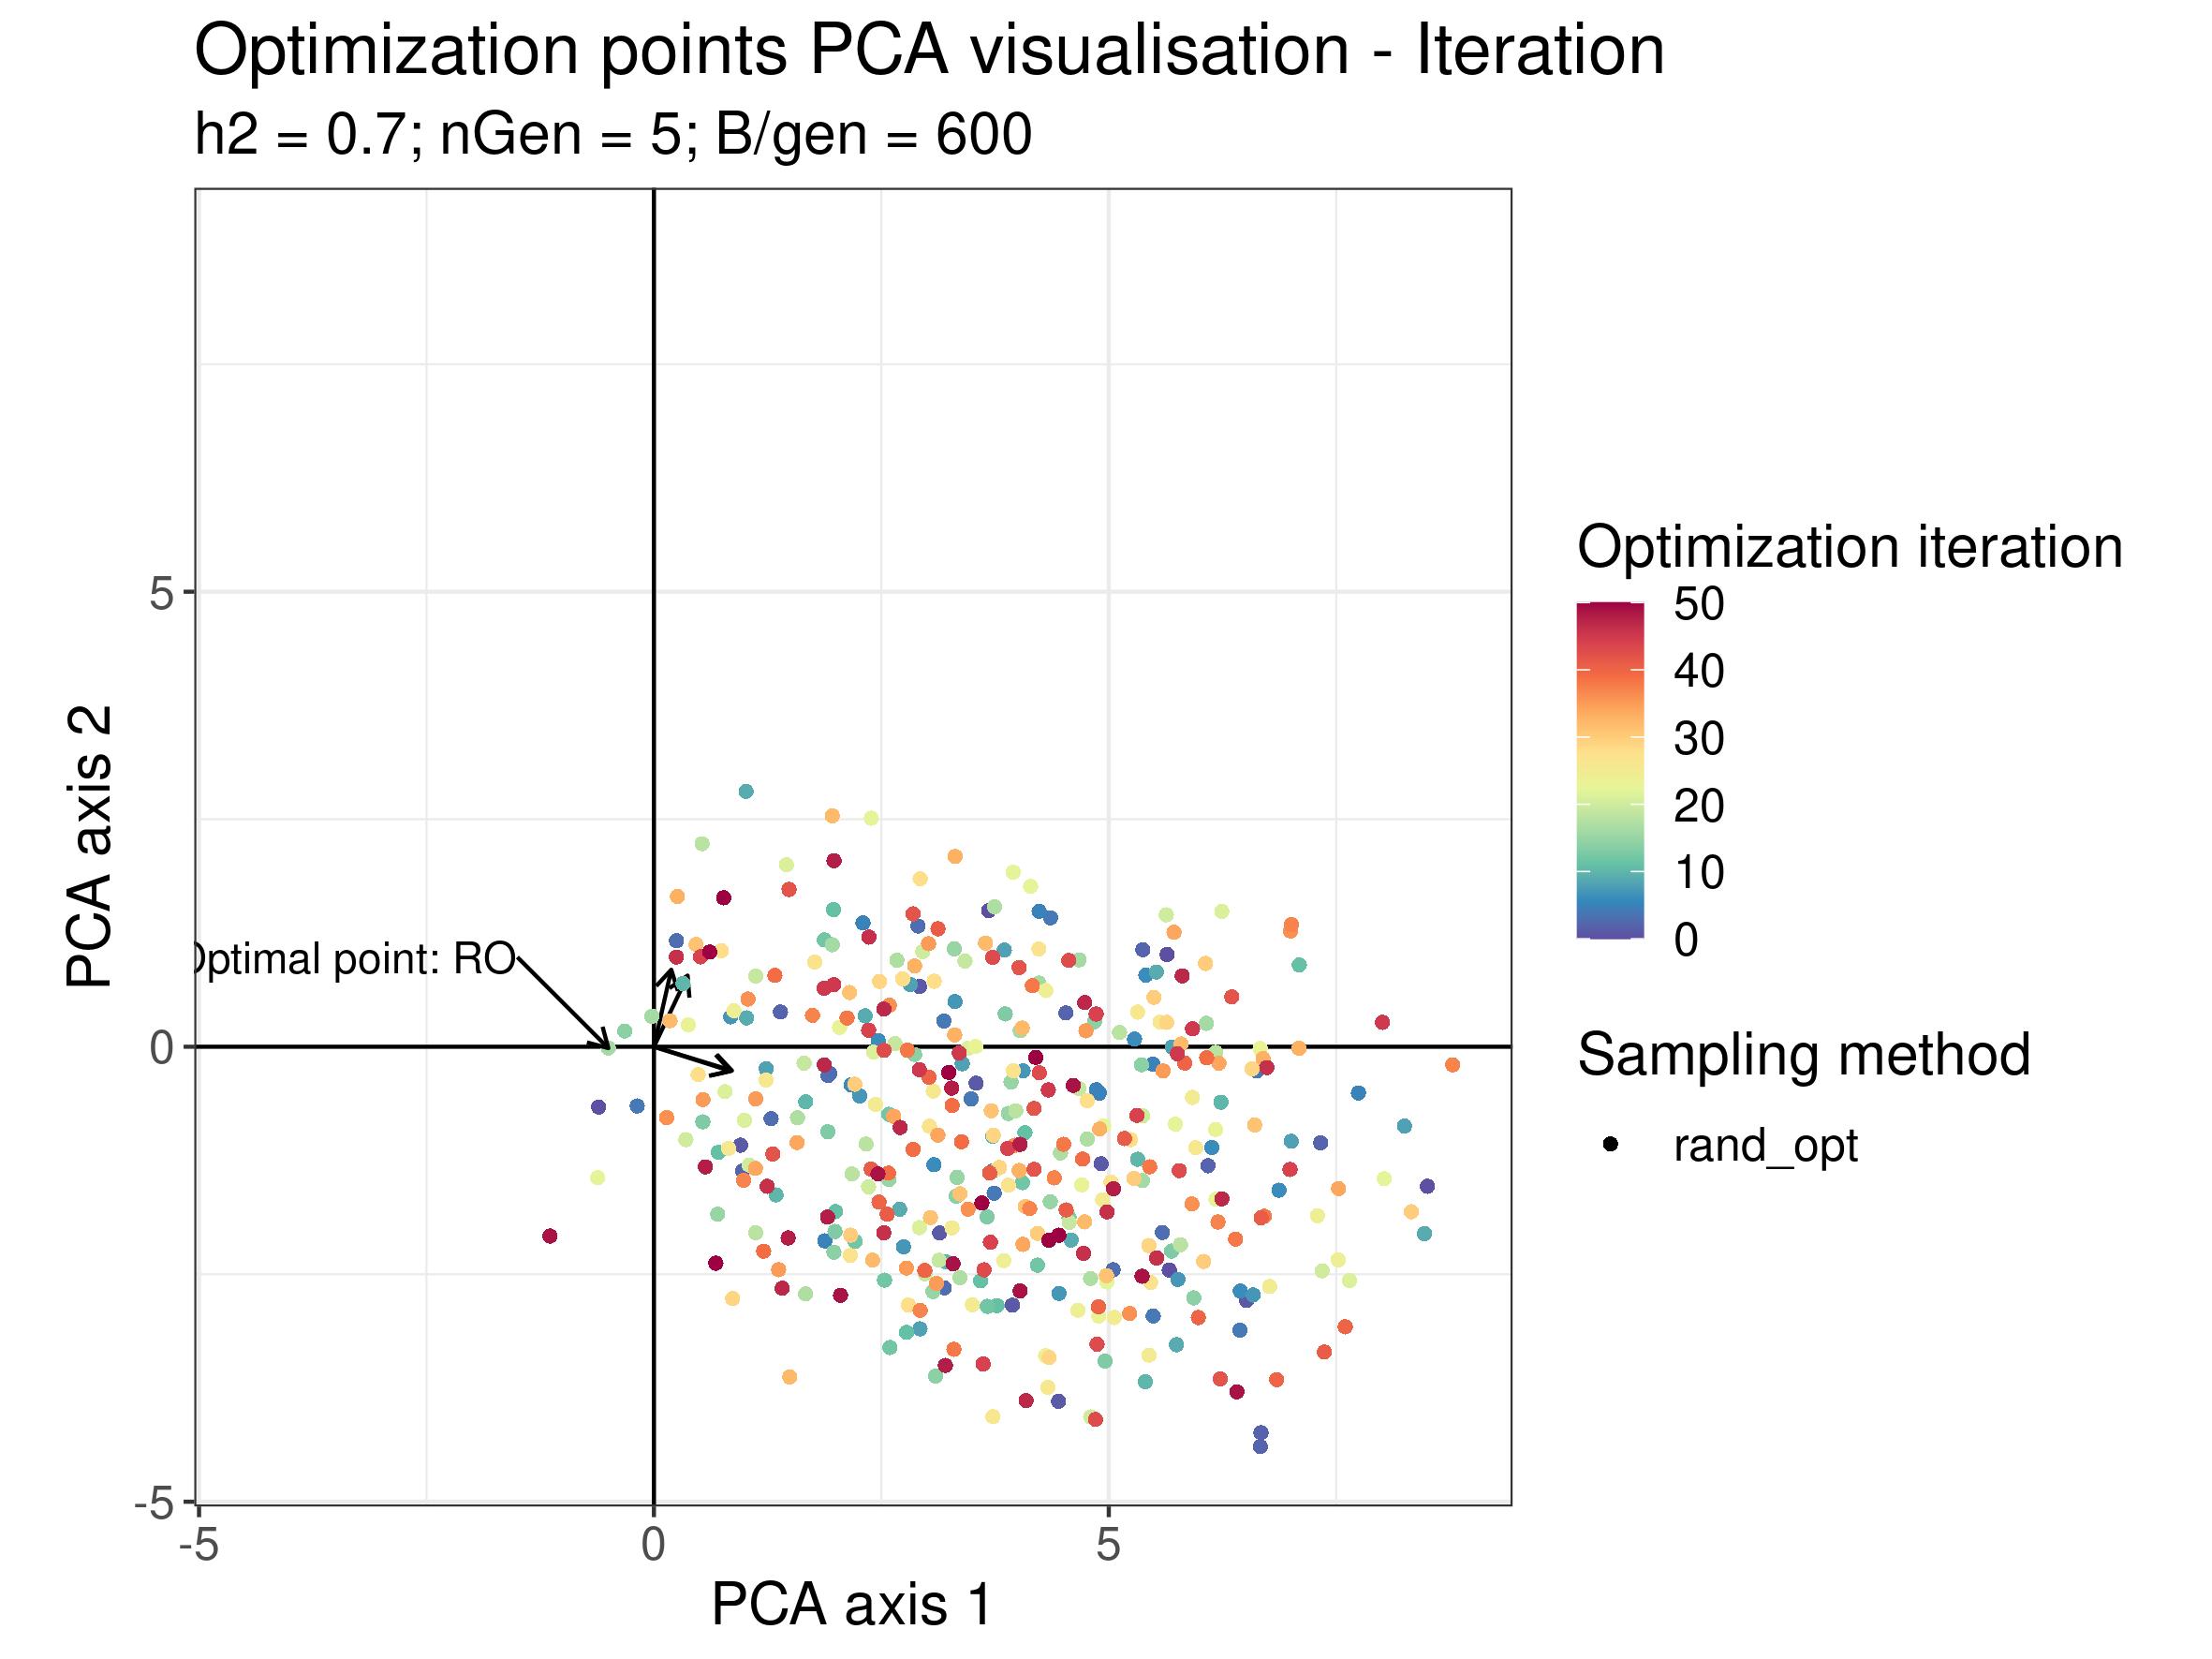 Optimization points PCA visualisation - Iteration
h2 = 0.7; nGen = 5; B/gen = 600
PCA axis 2
5
0
-5
Optimal point: RO
-5 0 5
PCA axis 1
Optimization iteration
50
40
30
20
10
0
Sampling method
rand_opt